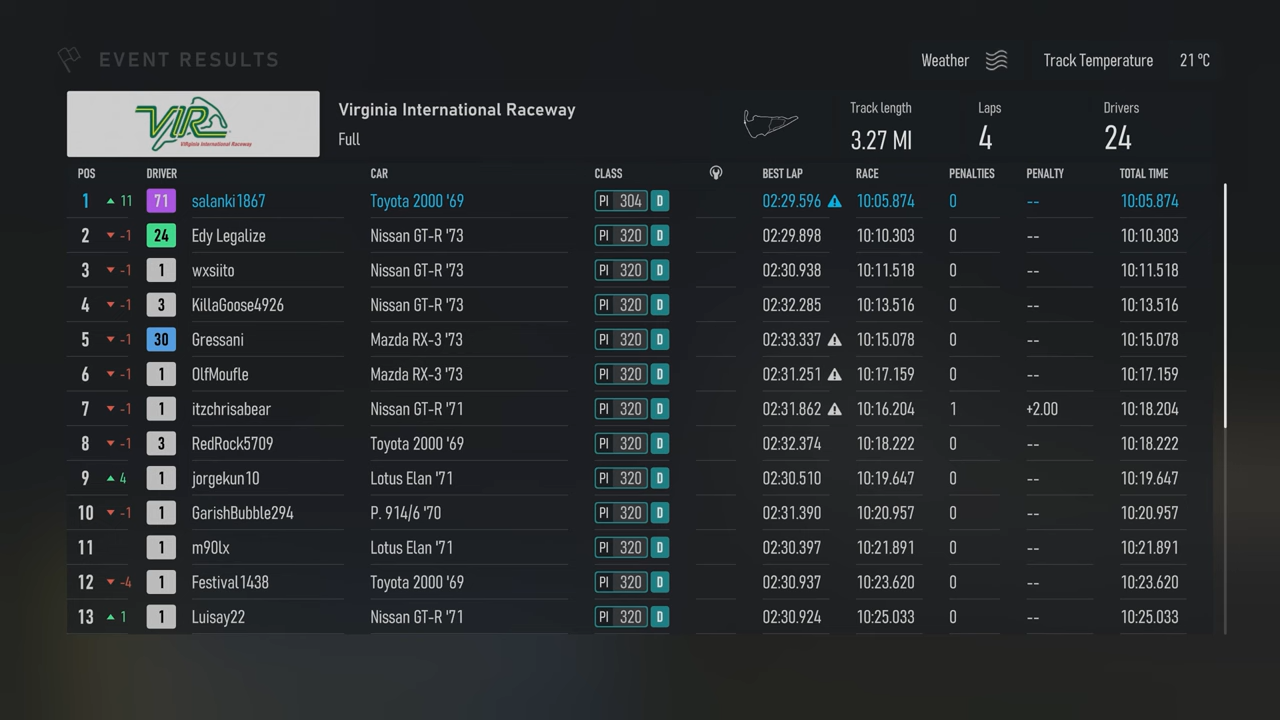 EVENT RESULTS
Weather Track Temperature 21 ºC
VIR
Virginia International Raceway
Virginia International Raceway
Full
Track length Laps Drivers
3.27 MI 4 24
POS DRIVER CAR CLASS BEST LAP RACE PENALTIES PENALTY TOTAL TIME
1 11 71 salanki1867 Toyota 2000 '69 PI 304 D 02:29.596 10:05.874 0 -- 10:05.874
2 -1 24 Edy Legalize Nissan GT-R '73 PI 320 D 02:29.898 10:10.303 0 -- 10:10.303
3 -1 1 wxsiito Nissan GT-R '73 PI 320 D 02:30.938 10:11.518 0 -- 10:11.518
4 -1 3 KillaGoose4926 Nissan GT-R '73 PI 320 D 02:32.285 10:13.516 0 -- 10:13.516
5 -1 30 Gressani Mazda RX-3 '73 PI 320 D 02:33.337 10:15.078 0 -- 10:15.078
6 -1 1 OlfMoufle Mazda RX-3 '73 PI 320 D 02:31.251 10:17.159 0 -- 10:17.159
7 -1 1 itzchrisabear Nissan GT-R '71 PI 320 D 02:31.862 10:16.204 1 +2.00 10:18.204
8 -1 3 RedRock5709 Toyota 2000 '69 PI 320 D 02:32.374 10:18.222 0 -- 10:18.222
9 4 1 jorgekun10 Lotus Elan '71 PI 320 D 02:30.510 10:19.647 0 -- 10:19.647
10 -1 1 GarishBubble294 P. 914/6 '70 PI 320 D 02:31.390 10:20.957 0 -- 10:20.957
11 1 m90lx Lotus Elan '71 PI 320 D 02:30.397 10:21.891 0 -- 10:21.891
12 -4 1 Festival1438 Toyota 2000 '69 PI 320 D 02:30.937 10:23.620 0 -- 10:23.620
13 1 1 Luisay22 Nissan GT-R '71 PI 320 D 02:30.924 10:25.033 0 -- 10:25.033